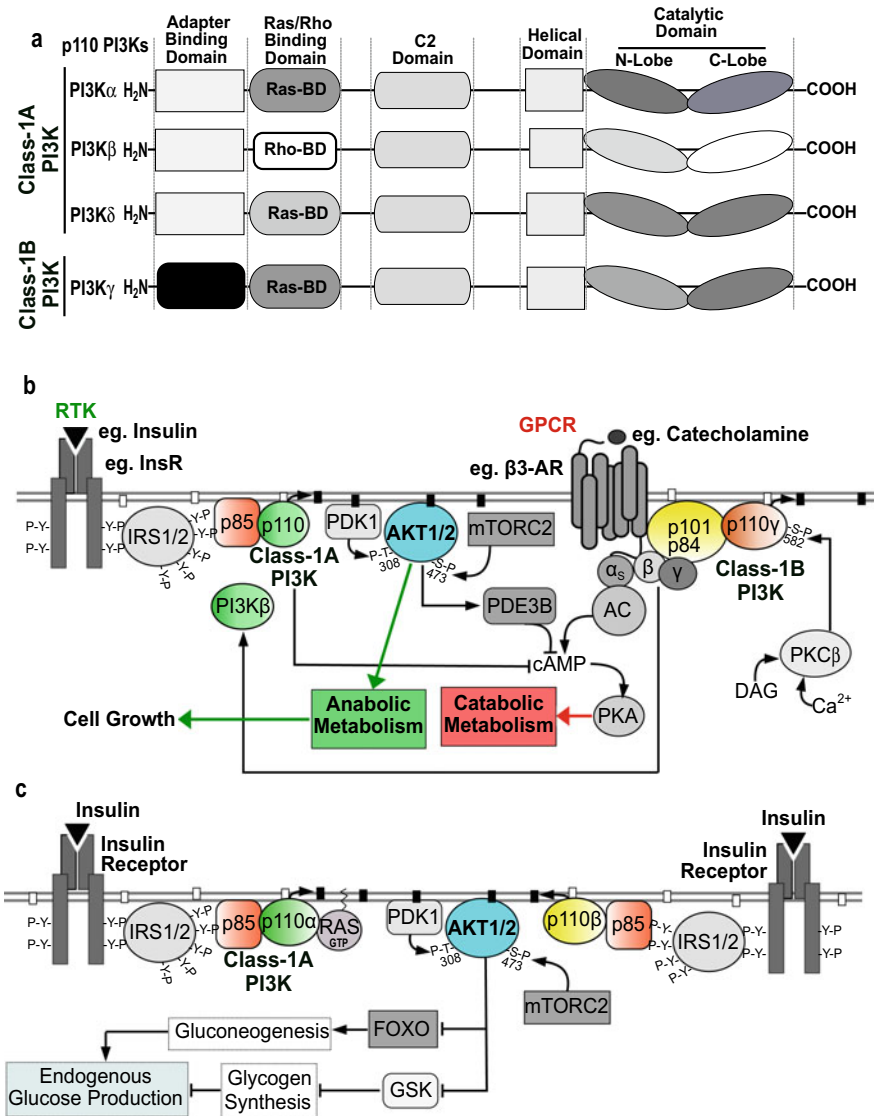 a
p110 PI3Ks
Adapter
Binding
Domain
Ras/Rho
Binding
Domain
C2
Domain
Helical
Domain
Catalytic
Domain
N-Lobe
C-Lobe
Class-1A
PI3K
PI3Kα H₂N
Ras-BD
COOH
PI3Kβ H₂N
Rho-BD
COOH
PI3Kδ H₂N
Ras-BD
COOH
Class-1B
PI3K
PI3Kγ H₂N
Ras-BD
COOH
b
RTK
eg. Insulin
eg. InsR
GPCR
eg. Catecholamine
eg. β3-AR
P-Y-
P-Y-
-Y-P
-Y-P
IRS1/2
-Y-P
-Y-P
-Y-P
-Y-P
p85
p110
Class-1A
PI3K
PDK1
P-T-
308
AKT1/2
-S-P
473
mTORC2
p101
p84
p110γ
-S-P
582
Class-1B
PI3K
αS
β
γ
AC
PI3Kβ
PDE3B
cAMP
PKCβ
DAG
Ca²⁺
Cell Growth
Anabolic
Metabolism
Catabolic
Metabolism
PKA
c
Insulin
Insulin
Receptor
Insulin
Insulin
Receptor
P-Y-
P-Y-
-Y-P
-Y-P
IRS1/2
-Y-P
-Y-P
-Y-P
-Y-P
p85
p110α
RAS
GTP
Class-1A
PI3K
PDK1
P-T-
308
AKT1/2
-S-P
473
mTORC2
p110β
p85
P-Y-
P-Y-
P-Y-
P-Y-
IRS1/2
P-Y-
P-Y-
-Y-P
-Y-P
Gluconeogenesis
FOXO
Endogenous
Glucose Production
Glycogen
Synthesis
GSK